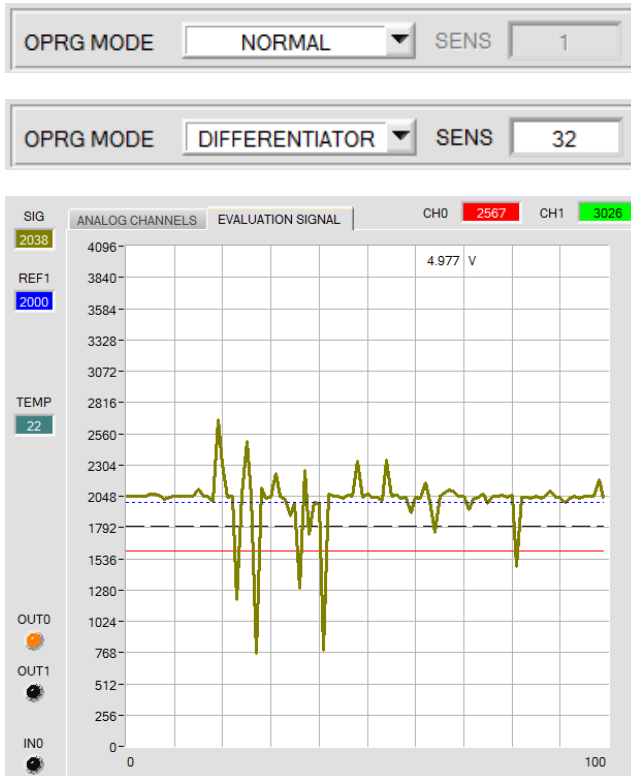 OPRG MODE NORMAL SENS 1
OPRG MODE DIFFERENTIATOR SENS 32
SIG ANALOG CHANNELS EVALUATION SIGNAL CH0 2567 CH1 3026
2038
4096
4.977 V
REF1
3840
2000
3584
3328
3072
TEMP
2816
22
2560
2304
2048
1792
1536
1280
OUT0
1024
768
OUT1
512
256
IN0
0
0 100